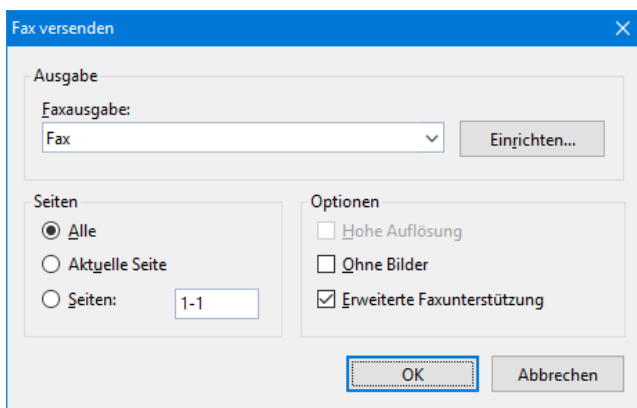 Fax versenden
Ausgabe
Faxausgabe:
Fax
Einrichten...
Seiten
Alle
Aktuelle Seite
Seiten: 1-1
Optionen
Hohe Auflösung
Ohne Bilder
Erweiterte Faxunterstützung
OK Abbrechen